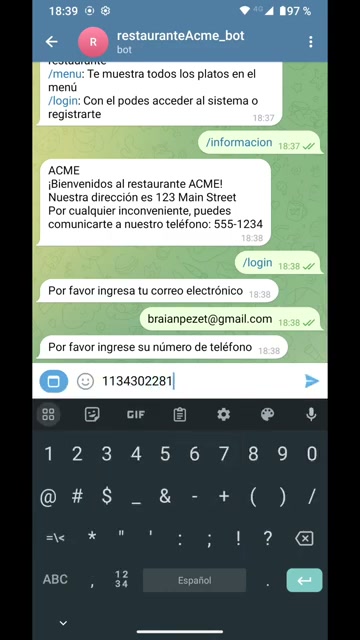 18:39
4G
97 %
R
restauranteAcme_bot
bot
restaurante
/menu: Te muestra todos los platos en el
menú
/login: Con el podes acceder al sistema o
registrarte
18:37
/informacion
18:37
ACME
¡Bienvenidos al restaurante ACME!
Nuestra dirección es 123 Main Street
Por cualquier inconveniente, puedes
comunicarte a nuestro teléfono: 555-1234
18:38
/login
18:38
Por favor ingresa tu correo electrónico
18:38
braianpezet@gmail.com
18:38
Por favor ingrese su número de teléfono
18:38
1134302281
GIF
1 2 3 4 5 6 7 8 9 0
@ # $ _ & - + ( ) /
=\< * " ' : ; ! ?
ABC , 12 34 Español .